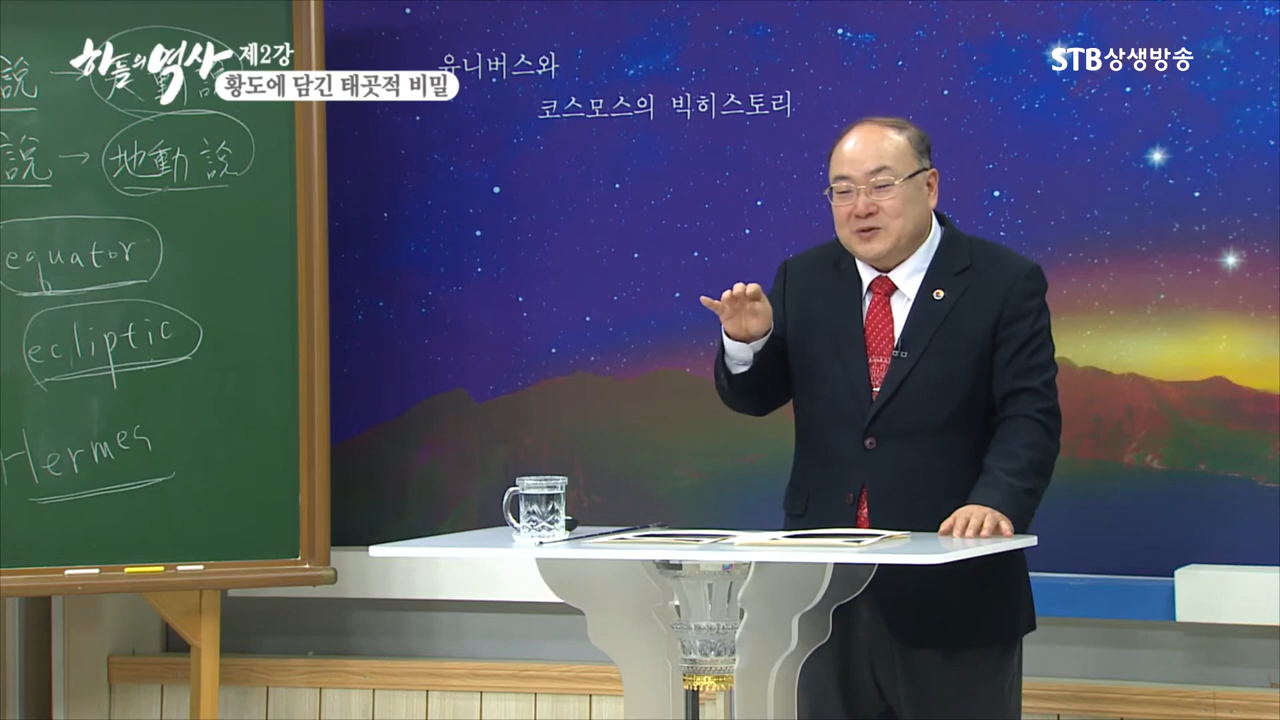 하늘의 역사 제2강
황도에 담긴 태곳적 비밀
유니버스와
코스모스의 빅히스토리
STB상생방송
說 → 動
說 → 地動說
equator
ecliptic
Hermes